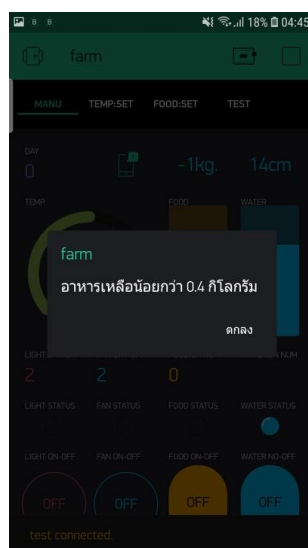 18% 04:45
farm
MANU TEMP:SET FOOD:SET TEST
DAY
0 -1kg. 14cm
TEMP FOOD WATER
farm
อาหารเหลือน้อยกว่า 0.4 กิโลกรัม
ตกลง
2 2 0
LIGHT STATUS FAN STATUS FOOD STATUS WATER STATUS
LIGHT ON-OFF FAN ON-OFF FOOD ON-OFF WATER NO-OFF
OFF OFF OFF OFF
test connected.